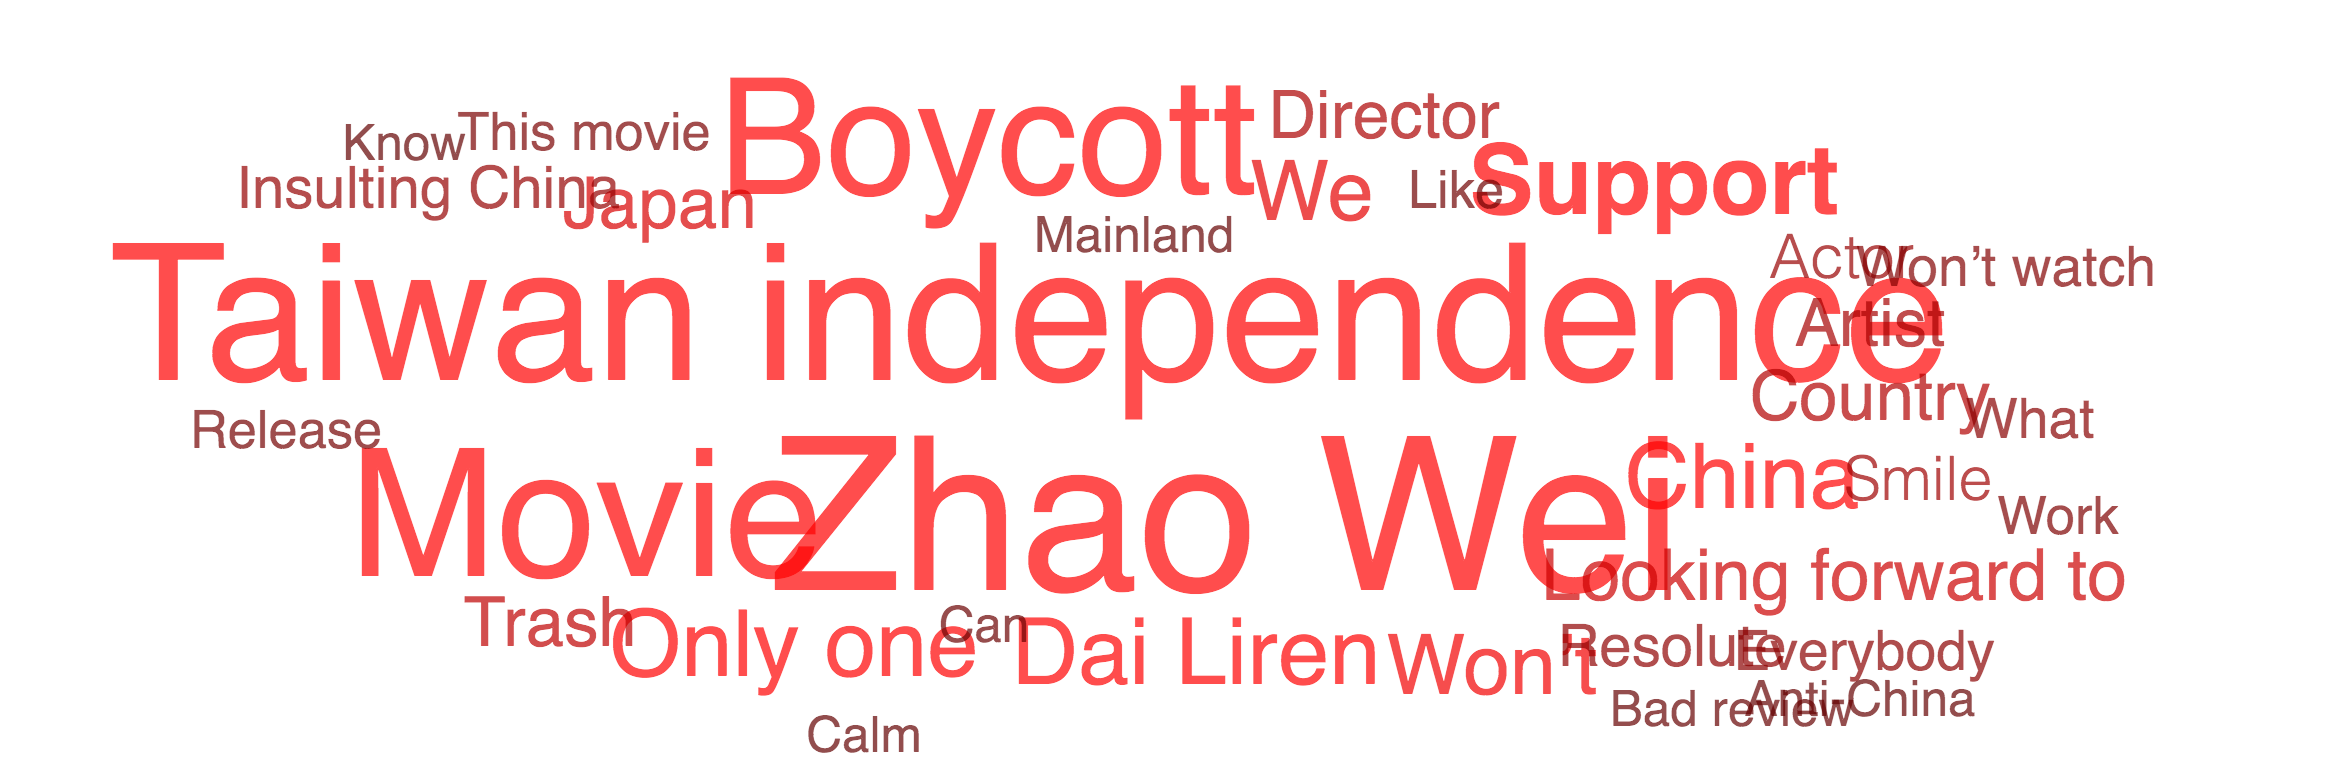 Boycott
Director
Know
This movie
Support
Insulting China
Japan
We
Like
Mainland
Actor
Won’t watch
Taiwan independence
Artist
Country
What
Release
Movie
Zhao Wei
China
Smile
Work
Looking forward to
Trash
Only one
Can
Dai Liren
Won't
Resolute
Everybody
Bad review
Anti-China
Calm